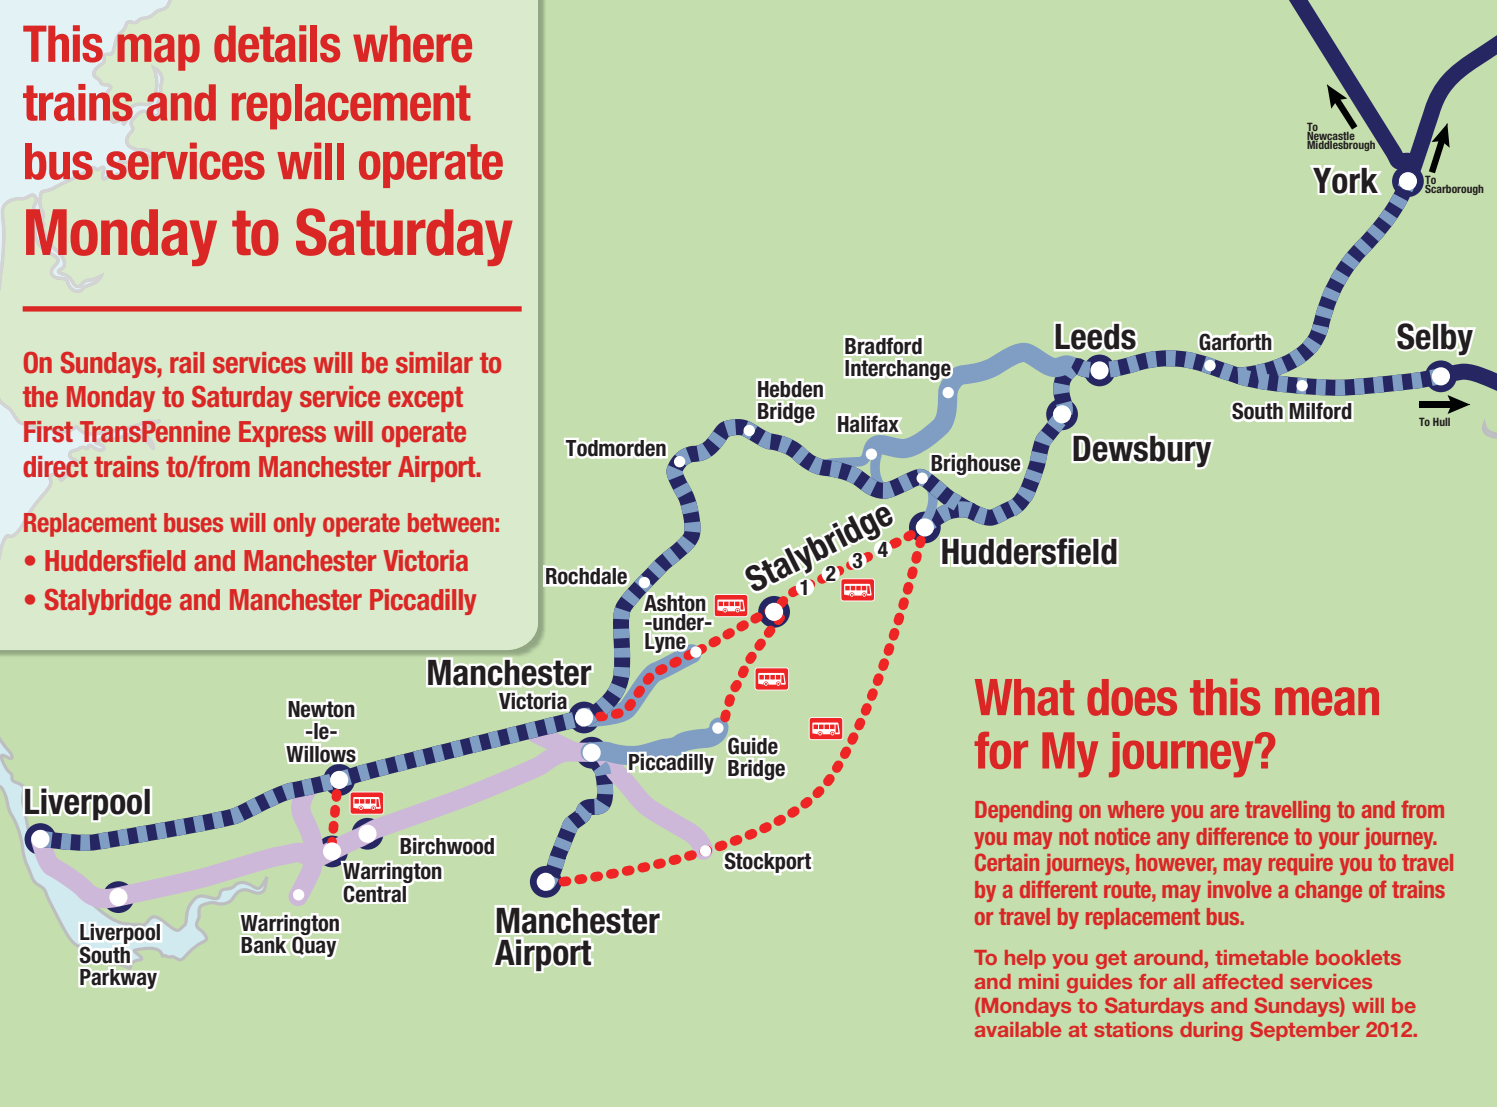 This map details where
trains and replacement
bus services will operate
Monday to Saturday
On Sundays, rail services will be similar to
the Monday to Saturday service except
First TransPennine Express will operate
direct trains to/from Manchester Airport.
Replacement buses will only operate between:
• Huddersfield and Manchester Victoria
• Stalybridge and Manchester Piccadilly
To
Newcastle
Middlesbrough
York
To
Scarborough
Leeds
Garforth
Selby
South Milford
To Hull
Bradford
Interchange
Hebden
Bridge
Halifax
Todmorden
Dewsbury
Brighouse
Stalybridge
1
2
3
4
Huddersfield
Rochdale
Ashton
-under-
Lyne
Manchester
Victoria
Newton
-le-
Willows
Piccadilly
Guide
Bridge
Liverpool
Birchwood
Warrington
Central
Stockport
Warrington
Bank Quay
Liverpool
South
Parkway
Manchester
Airport
What does this mean
for My journey?
Depending on where you are travelling to and from
you may not notice any difference to your journey.
Certain journeys, however, may require you to travel
by a different route, may involve a change of trains
or travel by replacement bus.
To help you get around, timetable booklets
and mini guides for all affected services
(Mondays to Saturdays and Sundays) will be
available at stations during September 2012.